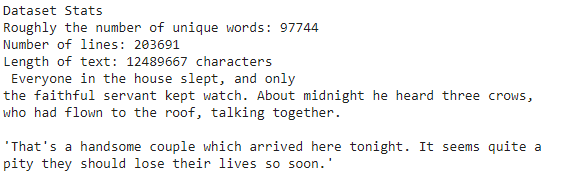 Dataset Stats
Roughly the number of unique words: 97744
Number of lines: 203691
Length of text: 12489667 characters
 Everyone in the house slept, and only
the faithful servant kept watch. About midnight he heard three crows,
who had flown to the roof, talking together.

'That's a handsome couple which arrived here tonight. It seems quite a
pity they should lose their lives so soon.'